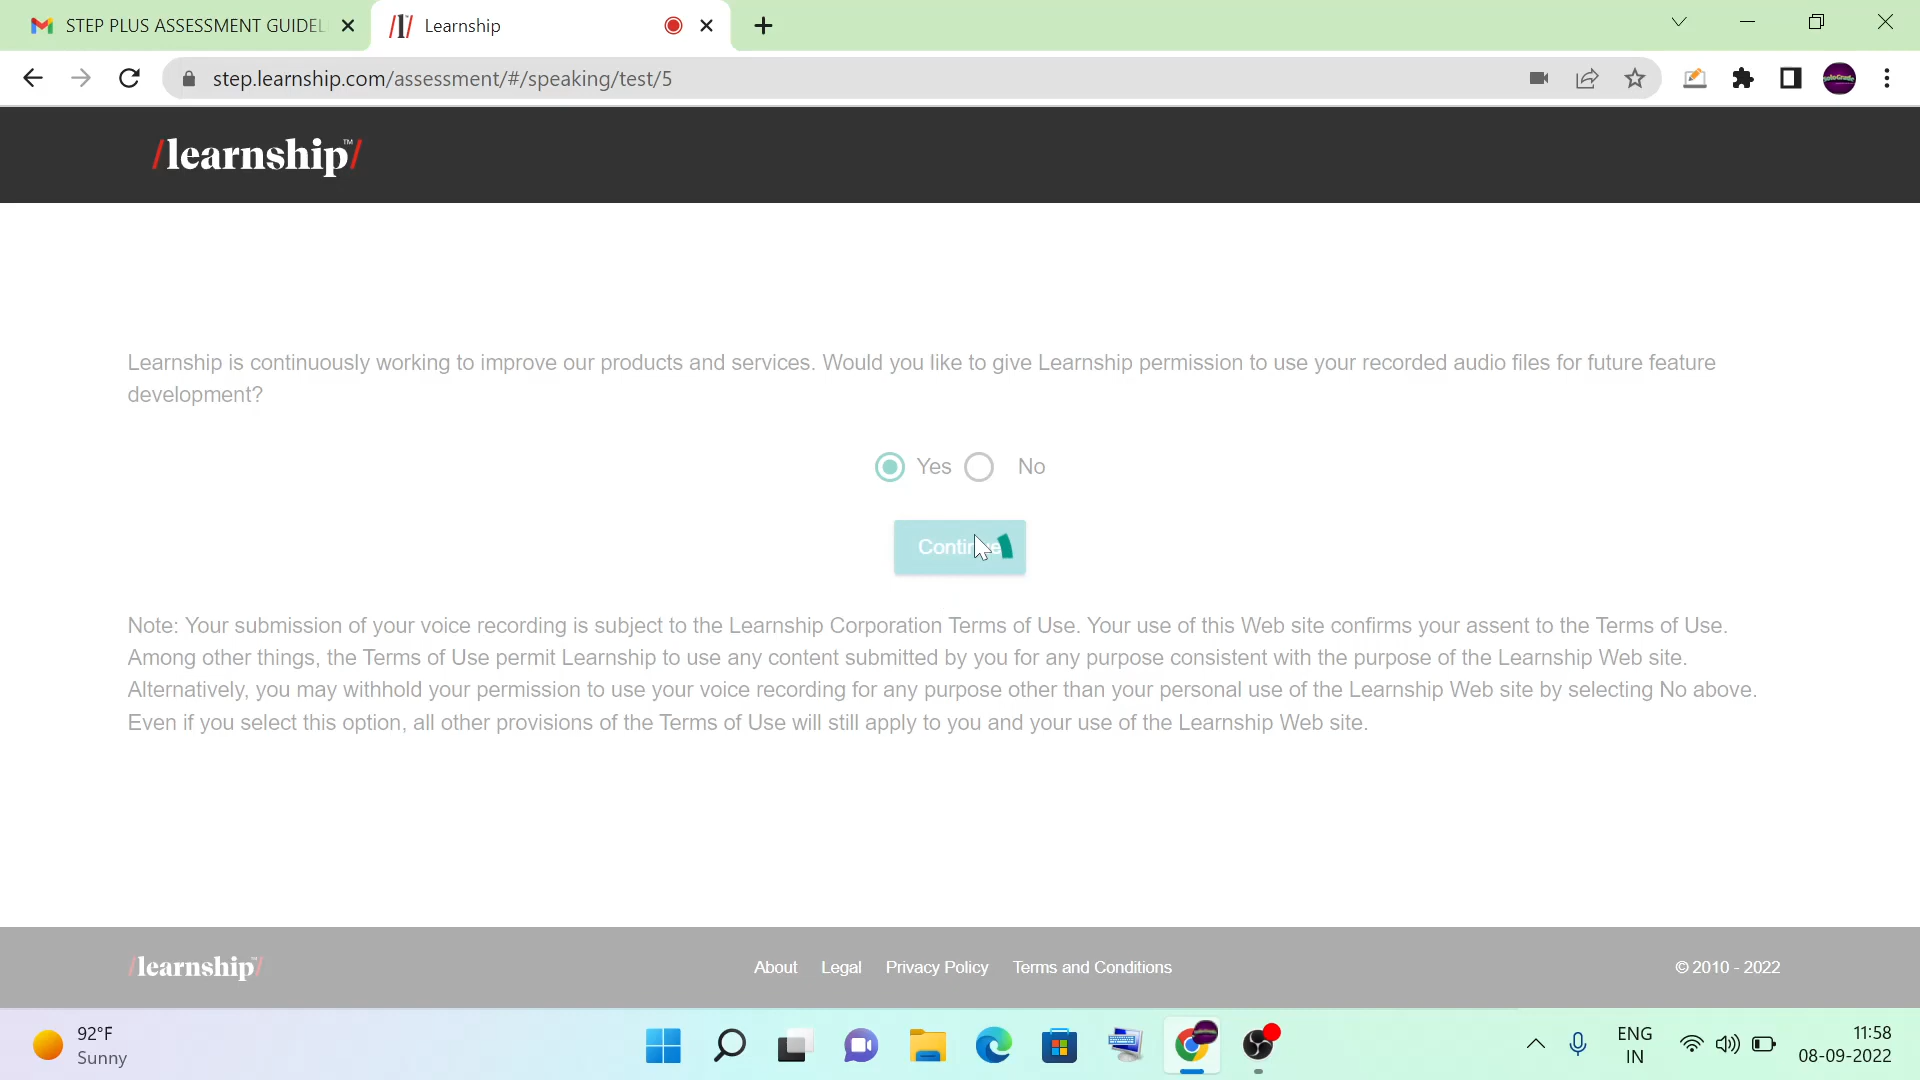 STEP PLUS ASSESSMENT GUIDEL
Learnship
step.learnship.com/assessment/#/speaking/test/5
/learnship™/
Learnship is continuously working to improve our products and services. Would you like to give Learnship permission to use your recorded audio files for future feature
development?
Yes No
Continue
Note: Your submission of your voice recording is subject to the Learnship Corporation Terms of Use. Your use of this Web site confirms your assent to the Terms of Use.
Among other things, the Terms of Use permit Learnship to use any content submitted by you for any purpose consistent with the purpose of the Learnship Web site.
Alternatively, you may withhold your permission to use your voice recording for any purpose other than your personal use of the Learnship Web site by selecting No above.
Even if you select this option, all other provisions of the Terms of Use will still apply to you and your use of the Learnship Web site.
/learnship™/
About Legal Privacy Policy Terms and Conditions
© 2010 - 2022
92°F
Sunny
ENG
IN
11:58
08-09-2022